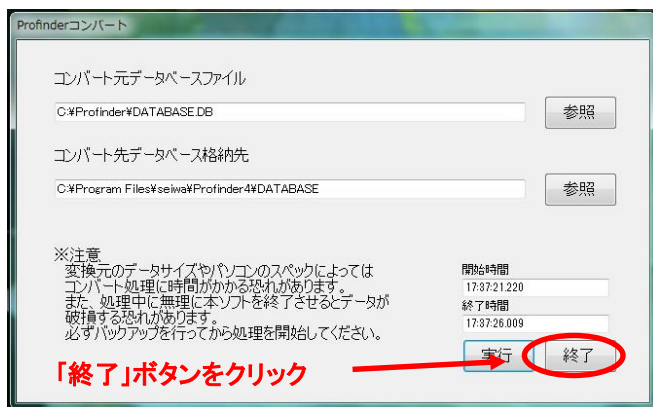 Profinderコンバート
コンバート元データベースファイル
C:¥Profinder¥DATABASE.DB
参照
コンバート先データベース格納先
C:¥Program Files¥seiwa¥Profinder4¥DATABASE
参照
※注意
変換元のデータサイズやパソコンのスペックによっては
コンバート処理に時間がかかる恐れがあります。
また、処理中に無理に本ソフトを終了させるとデータが
破損する恐れがあります。
必ずバックアップを行ってから処理を開始してください。
開始時間
17:37:21.220
終了時間
17:37:26.009
実行
終了
「終了」ボタンをクリック